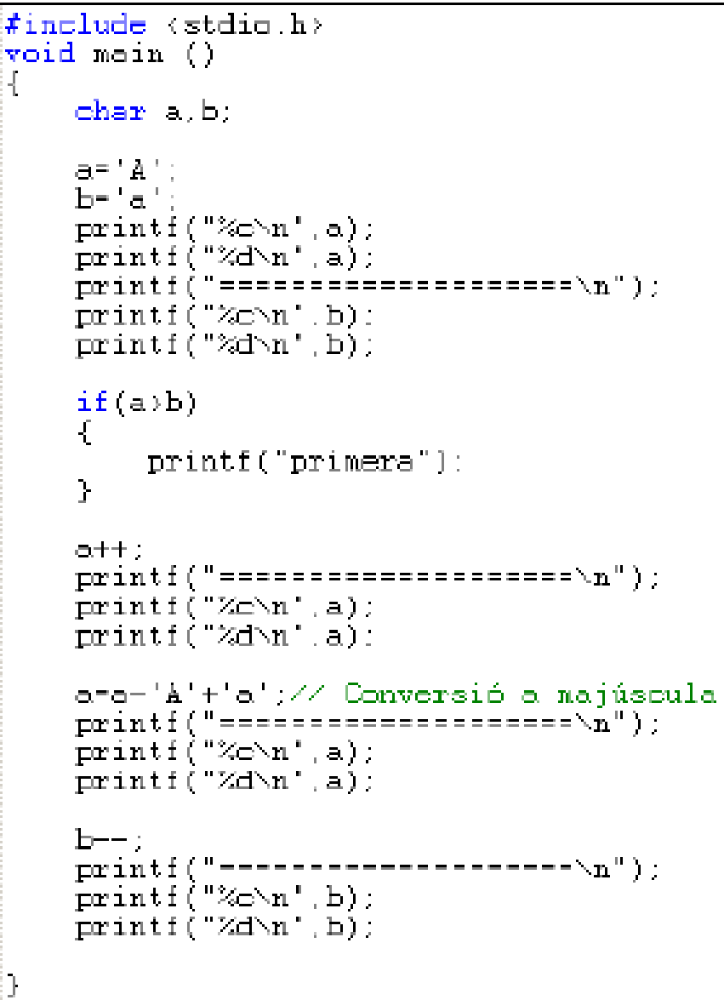 #include <stdio.h>
void main ()
{
char a,b;
a='A';
b='a';
printf("%c\n",a);
printf("%d\n",a);
printf("====================\n");
printf("%c\n",b);
printf("%d\n",b);
if(a>b)
{
printf("primera");
}
a++;
printf("====================\n");
printf("%c\n",a);
printf("%d\n",a);
a=a-'A'+'a';// Conversió a majúscula
printf("====================\n");
printf("%c\n",a);
printf("%d\n",a);
b--;
printf("====================\n");
printf("%c\n",b);
printf("%d\n",b);
}